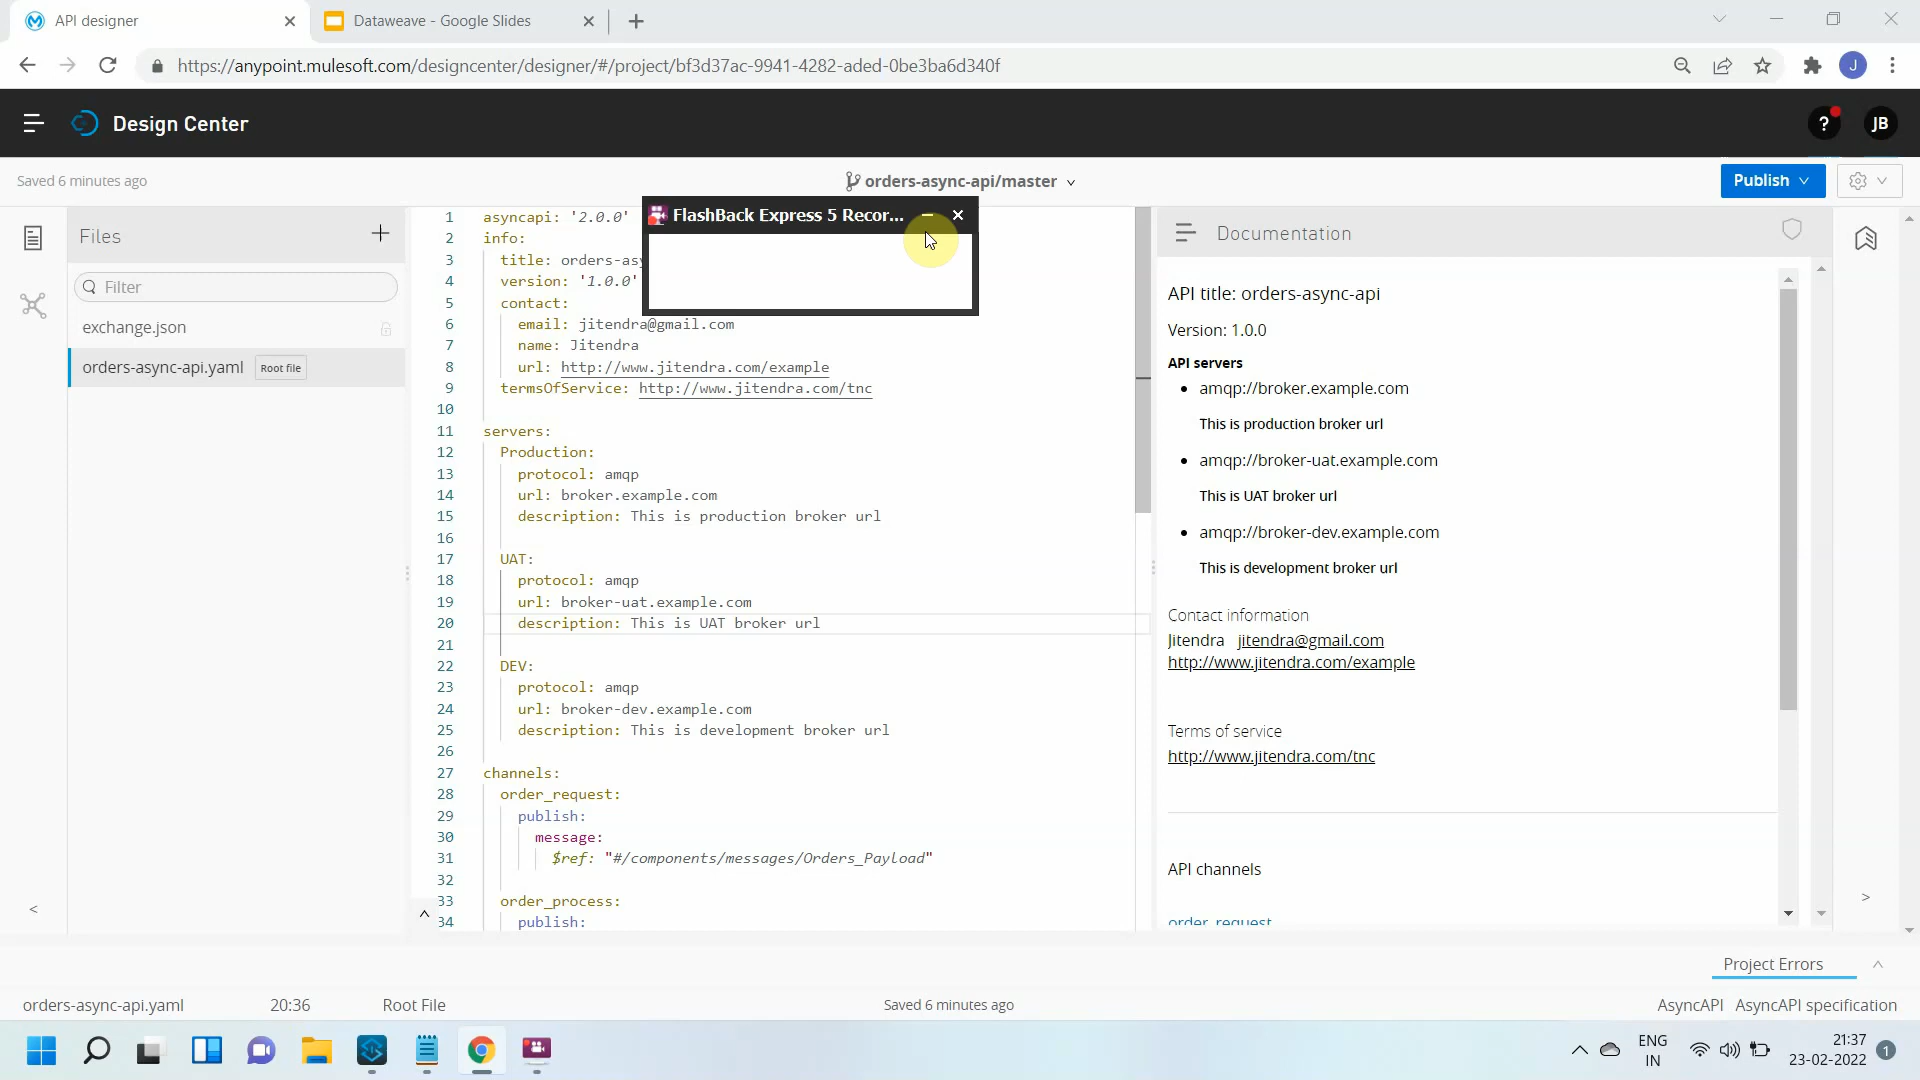 API designer
Dataweave - Google Slides
https://anypoint.mulesoft.com/designcenter/designer/#/project/bf3d37ac-9941-4282-aded-0be3ba6d340f
J
Design Center
?
JB
Saved 6 minutes ago
orders-async-api/master
Publish
FlashBack Express 5 Recor...
Files
Filter
exchange.json
orders-async-api.yaml Root file
1 asyncapi: '2.0.0'
2 info:
3 title: orders-asy
4 version: '1.0.0'
5 contact:
6 email: jitendra@gmail.com
7 name: Jitendra
8 url: http://www.jitendra.com/example
9 termsOfService: http://www.jitendra.com/tnc
10
11 servers:
12 Production:
13 protocol: amqp
14 url: broker.example.com
15 description: This is production broker url
16
17 UAT:
18 protocol: amqp
19 url: broker-uat.example.com
20 description: This is UAT broker url
21
22 DEV:
23 protocol: amqp
24 url: broker-dev.example.com
25 description: This is development broker url
26
27 channels:
28 order_request:
29 publish:
30 message:
31 $ref: "#/components/messages/Orders_Payload"
32
33 order_process:
34 publish:
Documentation
API title: orders-async-api
Version: 1.0.0
API servers
amqp://broker.example.com
This is production broker url
amqp://broker-uat.example.com
This is UAT broker url
amqp://broker-dev.example.com
This is development broker url
Contact information
Jitendra jitendra@gmail.com
http://www.jitendra.com/example
Terms of service
http://www.jitendra.com/tnc
API channels
order_request
Project Errors
orders-async-api.yaml 20:36 Root File Saved 6 minutes ago AsyncAPI AsyncAPI specification
ENG
IN
21:37
23-02-2022
1